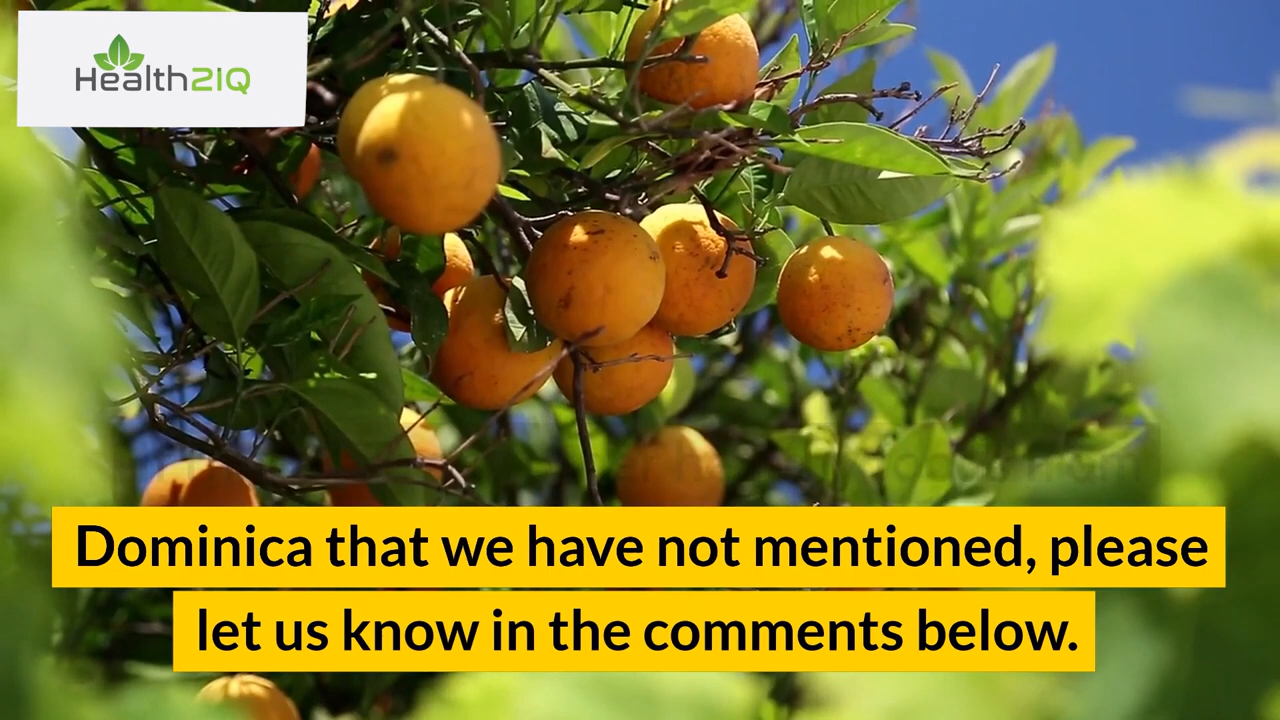 Health2IQ
Dominica that we have not mentioned, please
let us know in the comments below.